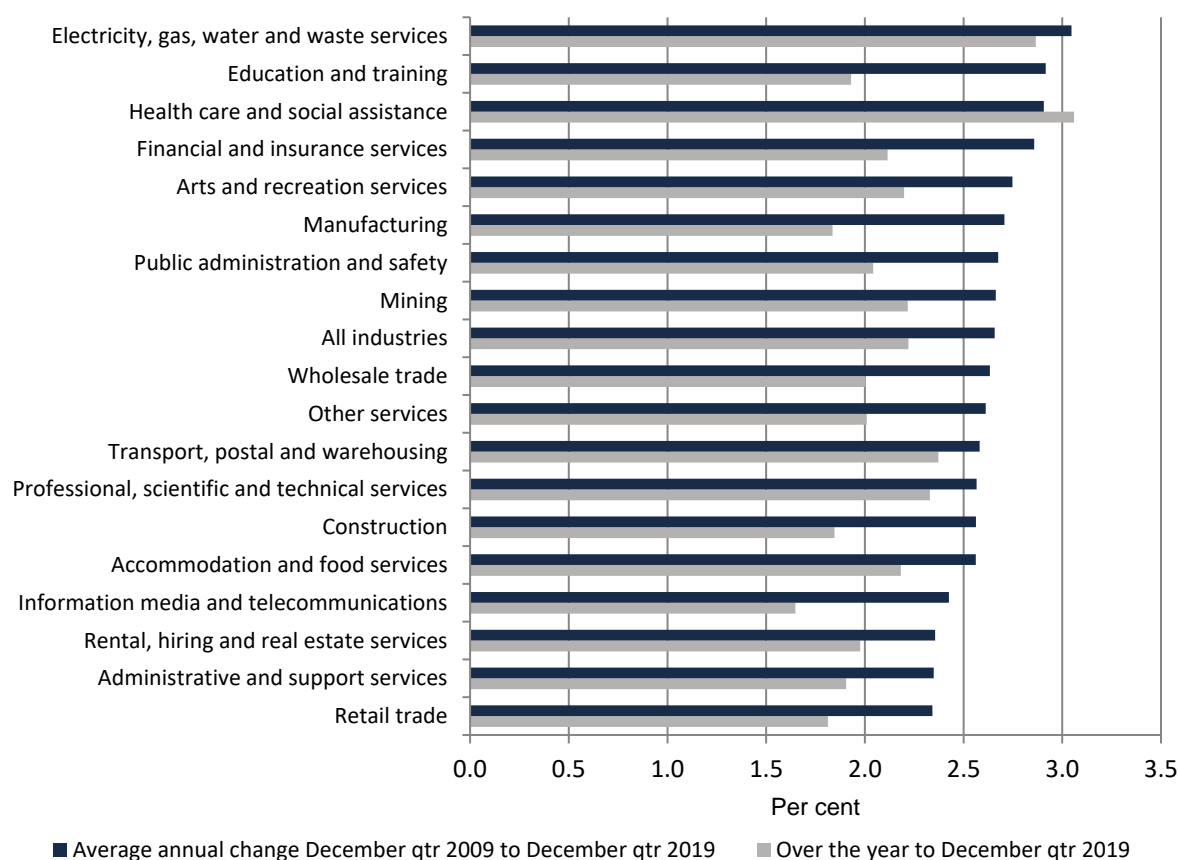 Electricity, gas, water and waste services
Education and training
Health care and social assistance
Financial and insurance services
Arts and recreation services
Manufacturing
Public administration and safety
Mining
All industries
Wholesale trade
Other services
Transport, postal and warehousing
Professional, scientific and technical services
Construction
Accommodation and food services
Information media and telecommunications
Rental, hiring and real estate services
Administrative and support services
Retail trade
0.0 0.5 1.0 1.5 2.0 2.5 3.0 3.5
Per cent
Average annual change December qtr 2009 to December qtr 2019 Over the year to December qtr 2019